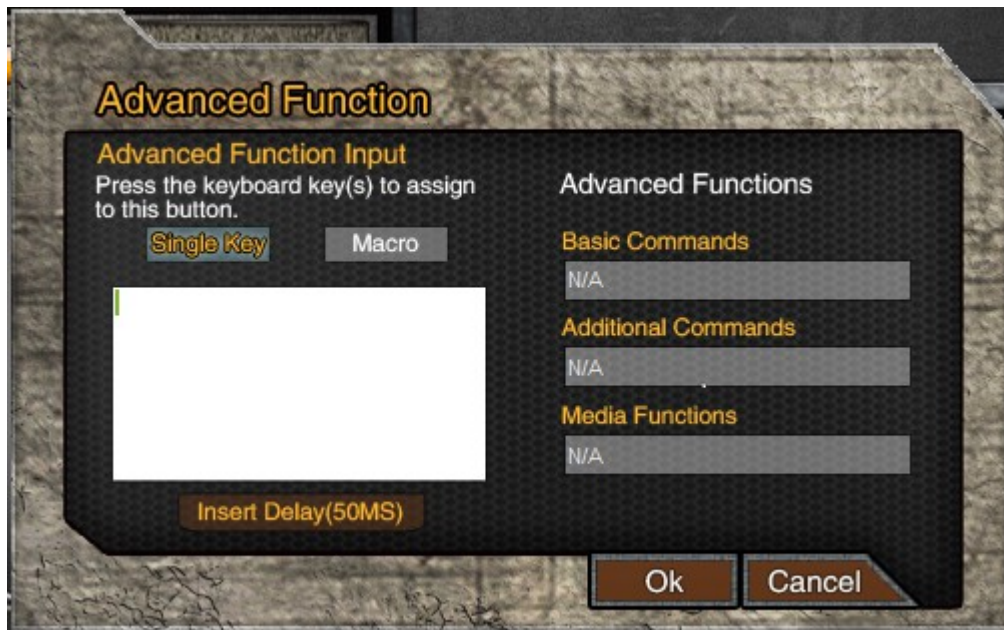 Advanced Function
Advanced Function Input
Press the keyboard key(s) to assign
to this button.
Single Key
Macro
Insert Delay(50MS)
Advanced Functions
Basic Commands
N/A
Additional Commands
N/A
Media Functions
N/A
Ok
Cancel